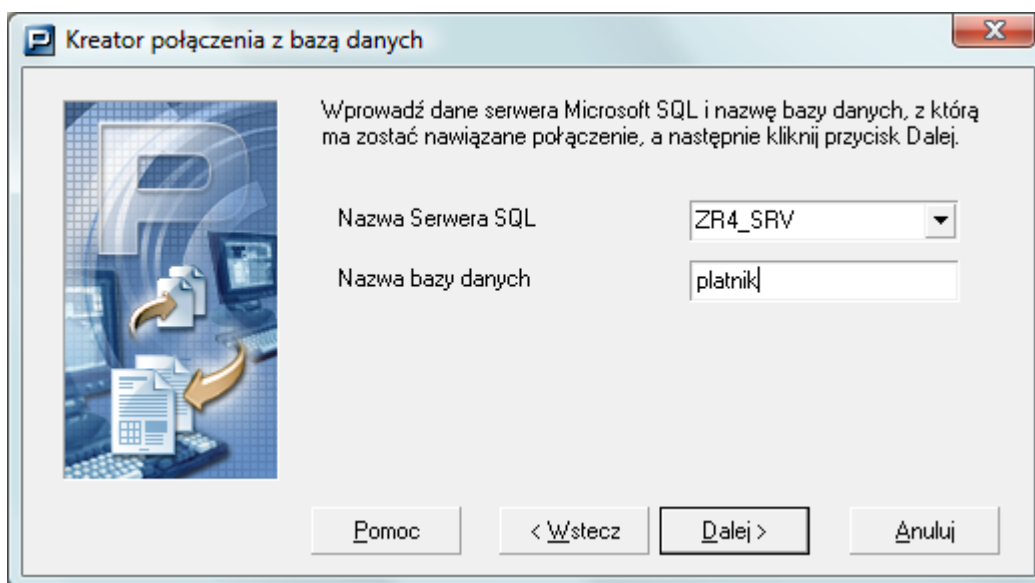 Kreator połączenia z bazą danych
Wprowadź dane serwera Microsoft SQL i nazwę bazy danych, z którą
ma zostać nawiązane połączenie, a następnie kliknij przycisk Dalej.
Nazwa Serwera SQL
ZR4_SRV
Nazwa bazy danych
platnik
Pomoc
< Wstecz
Dalej >
Anuluj